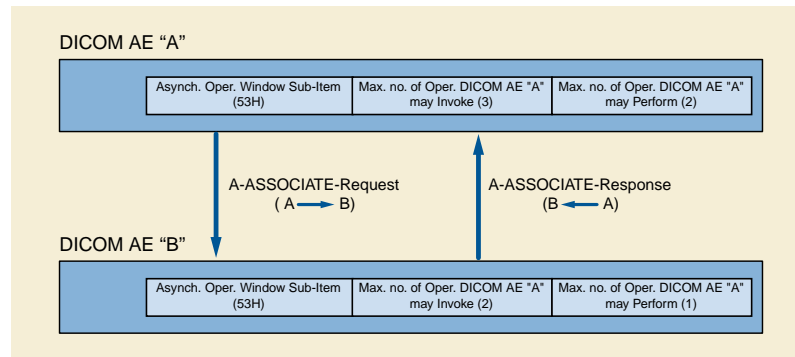 DICOM AE “A”
Asynch. Oper. Window Sub-Item
(53H)
Max. no. of Oper. DICOM AE "A"
may Invoke (3)
Max. no. of Oper. DICOM AE "A"
may Perform (2)
A-ASSOCIATE-Request
( A B)
A-ASSOCIATE-Response
(B A)
DICOM AE “B”
Asynch. Oper. Window Sub-Item
(53H)
Max. no. of Oper. DICOM AE "A"
may Invoke (2)
Max. no. of Oper. DICOM AE "A"
may Perform (1)